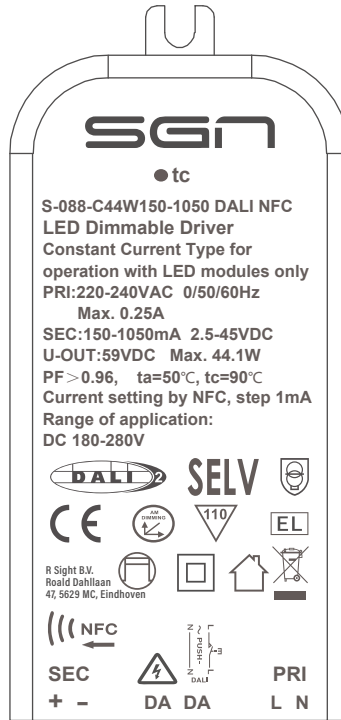 SGN
tc
S-088-C44W150-1050 DALI NFC
LED Dimmable Driver
Constant Current Type for
operation with LED modules only
PRI:220-240VAC 0/50/60Hz
Max. 0.25A
SEC:150-1050mA 2.5-45VDC
U-OUT:59VDC Max. 44.1W
PF＞0.96, ta=50℃, tc=90℃
Current setting by NFC, step 1mA
Range of application:
DC 180-280V
DALI 2 SELV
CE AM DIMMING 110 EL
R Sight B.V.
Roald Dahllaan
47, 5629 MC, Eindhoven
NFC
N L
~ PUSH-
N L
DALI
SEC PRI
+ - DA DA L N